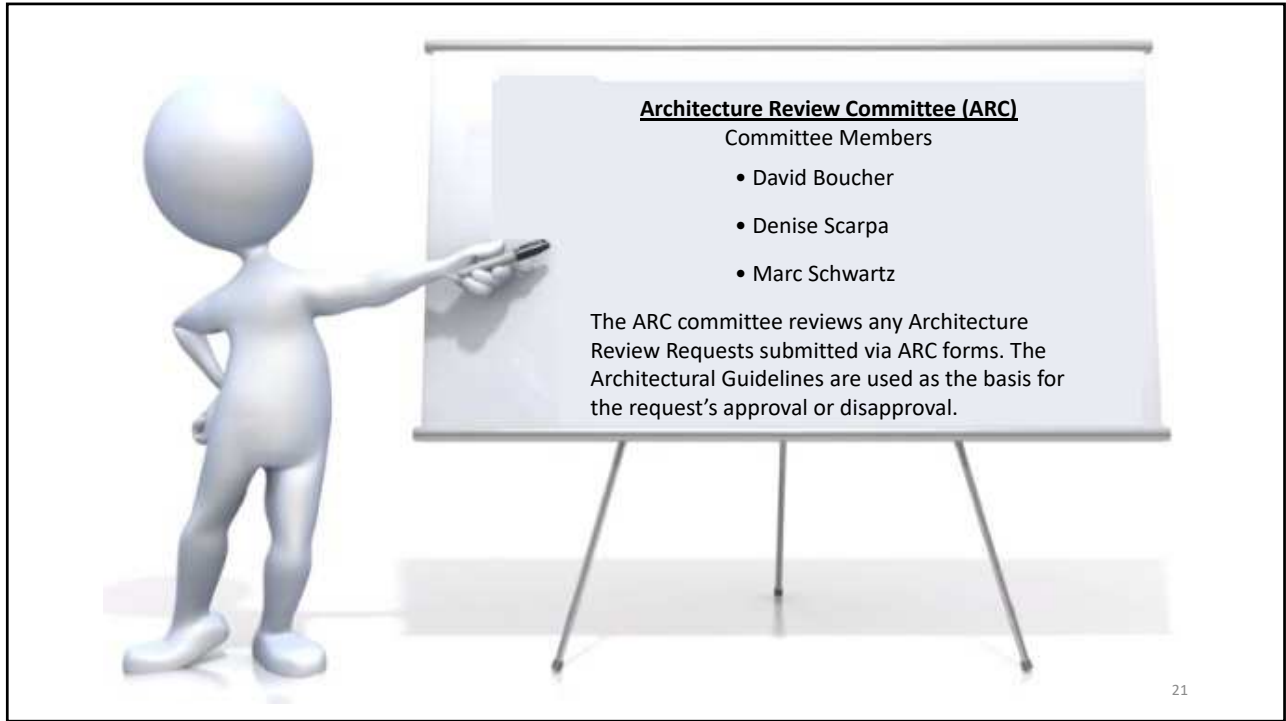 Architecture Review Committee (ARC)
Committee Members
• David Boucher
• Denise Scarpa
• Marc Schwartz
The ARC committee reviews any Architecture
Review Requests submitted via ARC forms. The
Architectural Guidelines are used as the basis for
the request’s approval or disapproval.
21